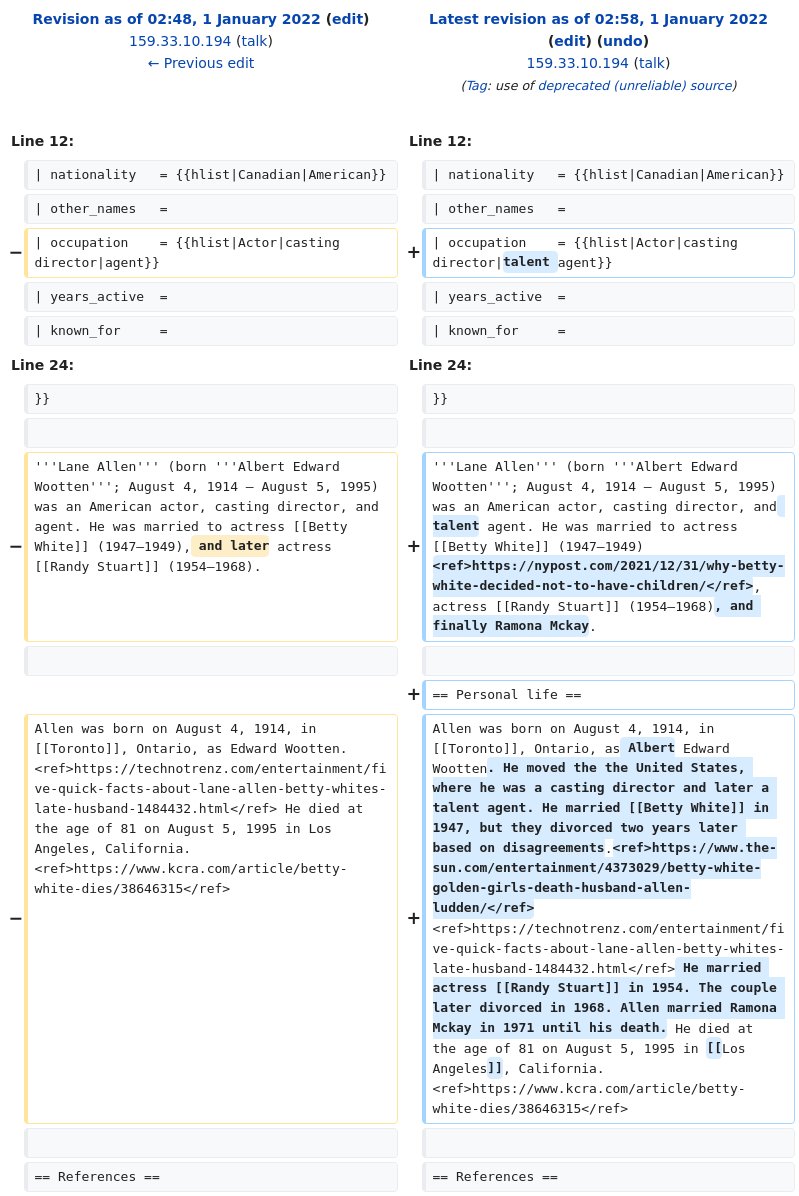 Revision as of 02:48, 1 January 2022 (edit)
159.33.10.194 (talk)
← Previous edit
Latest revision as of 02:58, 1 January 2022
(edit) (undo)
159.33.10.194 (talk)
(Tag: use of deprecated (unreliable) source)
Line 12:
Line 12:
| nationality   = {{hlist|Canadian|American}}
| nationality   = {{hlist|Canadian|American}}
| other_names   =
| other_names   =
−
| occupation    = {{hlist|Actor|casting
director|agent}}
+
| occupation    = {{hlist|Actor|casting
director|talent agent}}
| years_active  =
| years_active  =
| known_for     =
| known_for     =
Line 24:
Line 24:
}}
}}
−
'''Lane Allen''' (born '''Albert Edward
Wootten'''; August 4, 1914 – August 5, 1995)
was an American actor, casting director, and
agent. He was married to actress [[Betty
White]] (1947–1949), and later actress
[[Randy Stuart]] (1954–1968).
+
'''Lane Allen''' (born '''Albert Edward
Wootten'''; August 4, 1914 – August 5, 1995)
was an American actor, casting director, and
talent agent. He was married to actress
[[Betty White]] (1947–1949)
<ref>https://nypost.com/2021/12/31/why-betty-
white-decided-not-to-have-children/</ref>,
actress [[Randy Stuart]] (1954–1968), and
finally Ramona Mckay.
+
== Personal life ==
−
Allen was born on August 4, 1914, in
[[Toronto]], Ontario, as Edward Wootten.
<ref>https://technotrenz.com/entertainment/fi
ve-quick-facts-about-lane-allen-betty-whites-
late-husband-1484432.html</ref> He died at
the age of 81 on August 5, 1995 in Los
Angeles, California.
<ref>https://www.kcra.com/article/betty-
white-dies/38646315</ref>
+
Allen was born on August 4, 1914, in
[[Toronto]], Ontario, as Albert Edward
Wootten. He moved the the United States,
where he was a casting director and later a
talent agent. He married [[Betty White]] in
1947, but they divorced two years later
based on disagreements.<ref>https://www.the-
sun.com/entertainment/4373029/betty-white-
golden-girls-death-husband-allen-
ludden/</ref>
<ref>https://technotrenz.com/entertainment/fi
ve-quick-facts-about-lane-allen-betty-whites-
late-husband-1484432.html</ref> He married
actress [[Randy Stuart]] in 1954. The couple
later divorced in 1968. Allen married Ramona
Mckay in 1971 until his death. He died at
the age of 81 on August 5, 1995 in [[Los
Angeles]], California.
<ref>https://www.kcra.com/article/betty-
white-dies/38646315</ref>
== References ==
== References ==